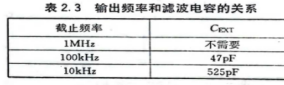 表2.3 输出频率和滤波电容的关系
截止频率 C_EXT
1MHz 不需要
100kHz 47pF
10kHz 525pF